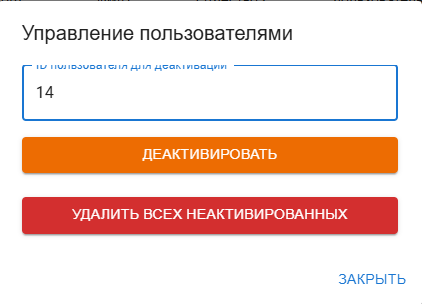 Управление пользователями
ID пользователя для деактивации
14
ДЕАКТИВИРОВАТЬ
УДАЛИТЬ ВСЕХ НЕАКТИВИРОВАННЫХ
ЗАКРЫТЬ